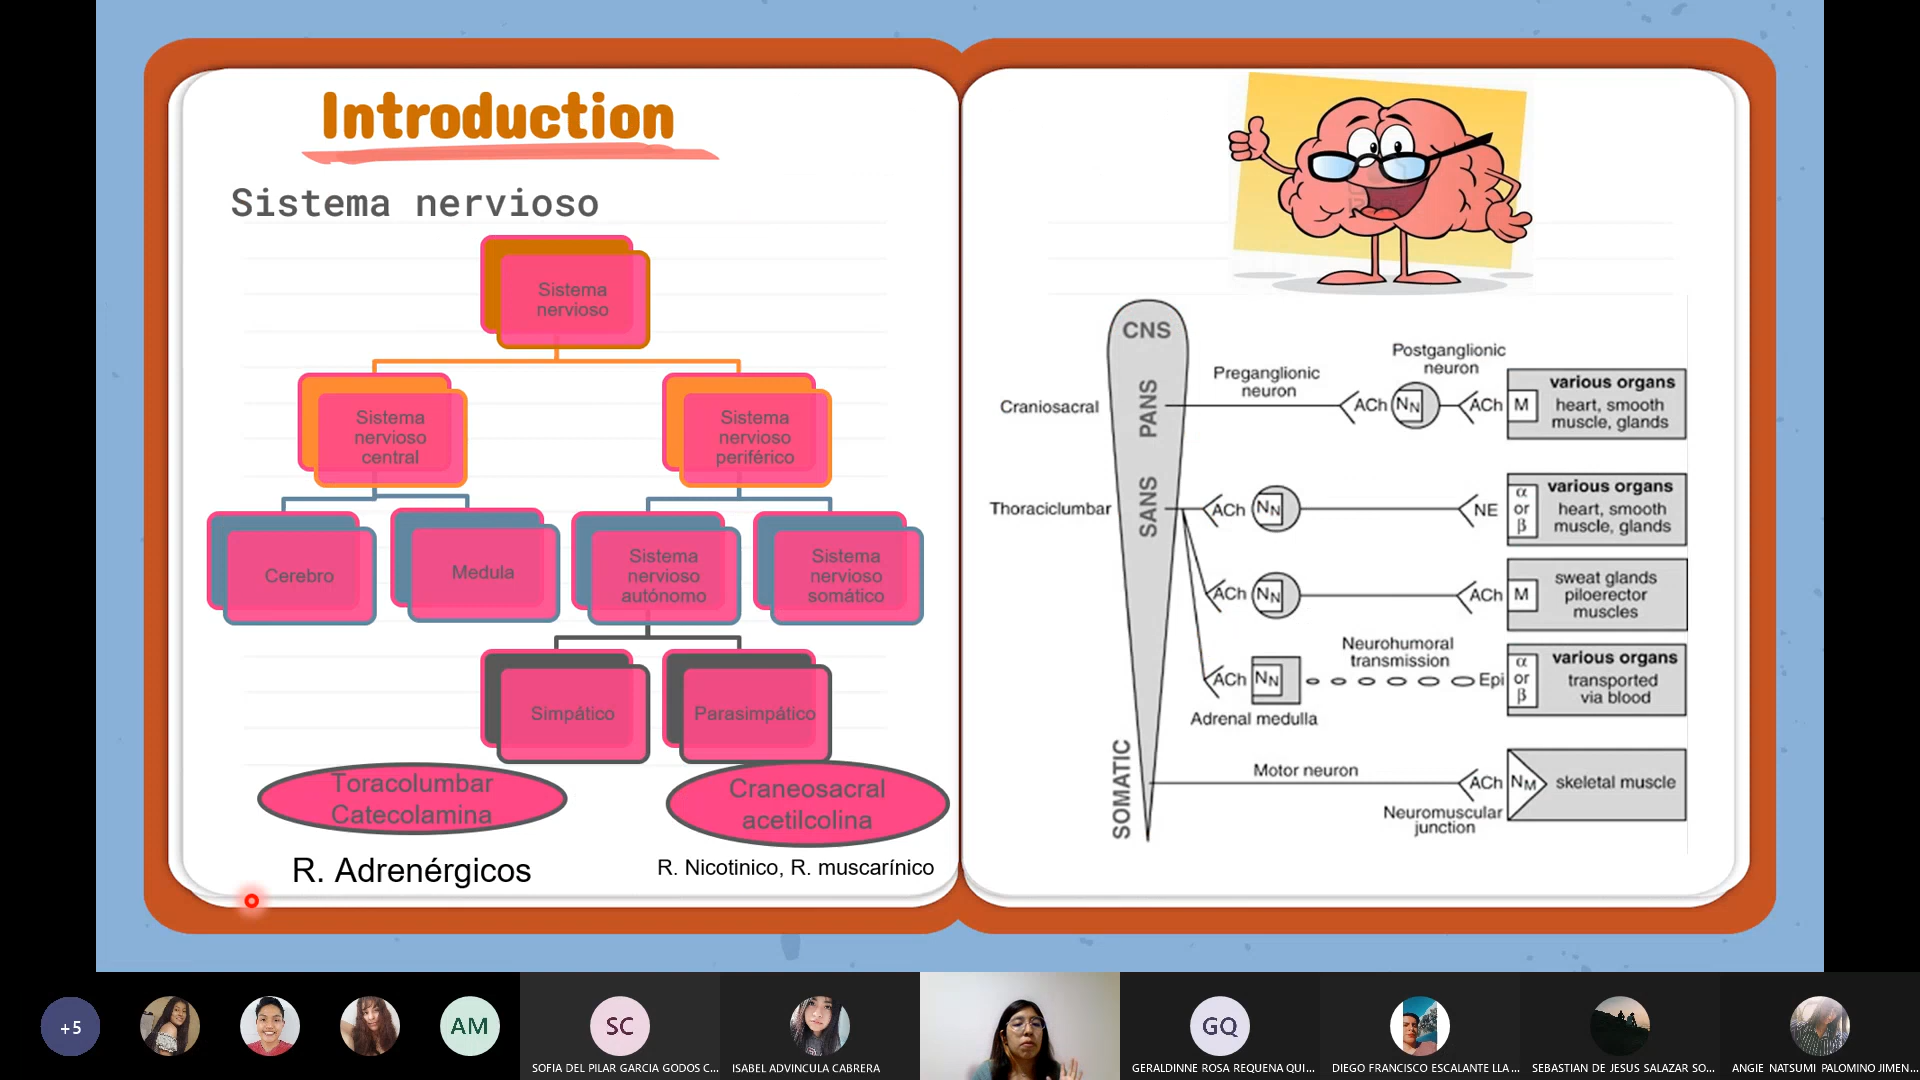 Introduction
Sistema nervioso
Sistema
nervioso
Sistema
nervioso
central
Sistema
nervioso
periférico
Cerebro
Medula
Sistema
nervioso
autónomo
Sistema
nervioso
somático
Simpático
Parasimpático
Toracolumbar
Catecolamina
Craneosacral
acetilcolina
R. Adrenérgicos
R. Nicotinico, R. muscarínico
CNS
PANS
SANS
SOMATIC
Craniosacral
Preganglionic
neuron
Postganglionic
neuron
ACh
NN
ACh
M
various organs
heart, smooth
muscle, glands
Thoraciclumbar
ACh
NN
NE
α
or
β
various organs
heart, smooth
muscle, glands
ACh
NN
ACh
M
sweat glands
piloerector
muscles
Neurohumoral
transmission
ACh
NN
Epi
α
or
β
various organs
transported
via blood
Adrenal medulla
Motor neuron
ACh
NM
skeletal muscle
Neuromuscular
junction
+5
AM
SC
SOFIA DEL PILAR GARCIA GODOS C...
ISABEL ADVINCULA CABRERA
GQ
GERALDINNE ROSA REQUENA QUI...
DIEGO FRANCISCO ESCALANTE LLA...
SEBASTIAN DE JESUS SALAZAR SO...
ANGIE NATSUMI PALOMINO JIMEN...